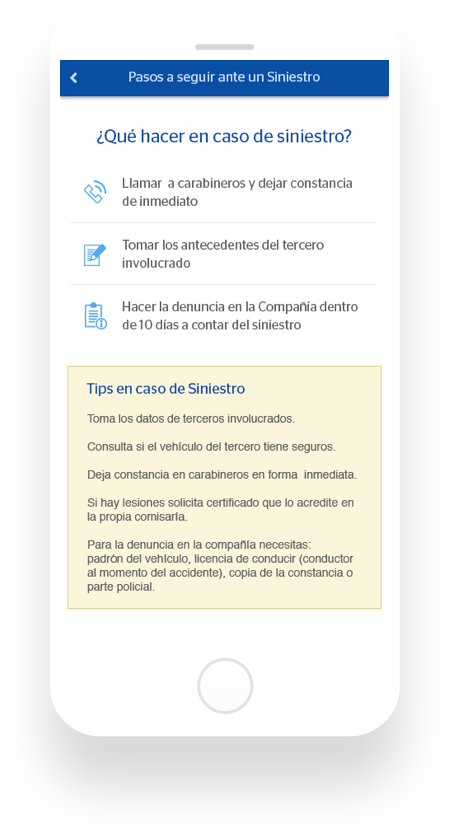 Pasos a seguir ante un Siniestro
¿Qué hacer en caso de siniestro?
Llamar a carabineros y dejar constancia
de inmediato
Tomar los antecedentes del tercero
involucrado
Hacer la denuncia en la Compañía dentro
de 10 días a contar del siniestro
Tips en caso de Siniestro
Toma los datos de terceros involucrados.
Consulta si el vehículo del tercero tiene seguros.
Deja constancia en carabineros en forma inmediata.
Si hay lesiones solicita certificado que lo acredite en
la propia comisaría.
Para la denuncia en la compañía necesitas:
padrón del vehículo, licencia de conducir (conductor
al momento del accidente), copia de la constancia o
parte policial.